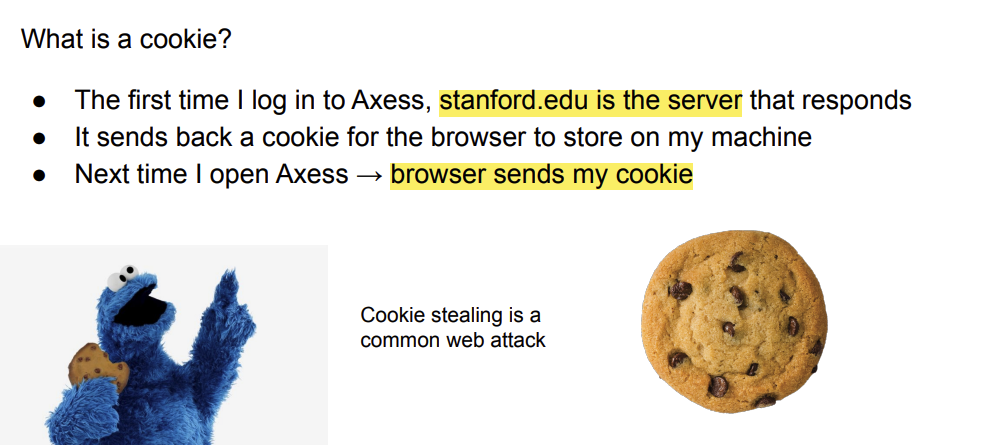 What is a cookie?
● The first time I log in to Axess, stanford.edu is the server that responds
● It sends back a cookie for the browser to store on my machine
● Next time I open Axess → browser sends my cookie
Cookie stealing is a
common web attack